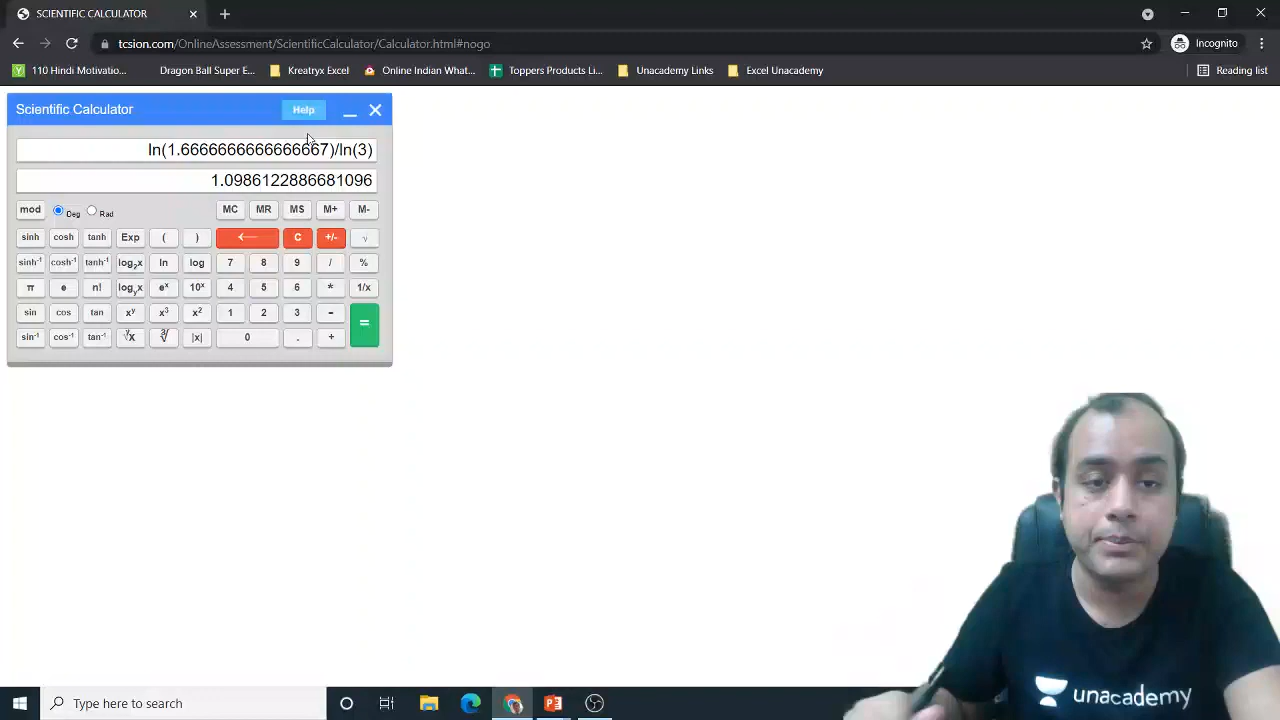 SCIENTIFIC CALCULATOR
tcsion.com/OnlineAssessment/ScientificCalculator/Calculator.html#nogo
Incognito
110 Hindi Motivatio...
Dragon Ball Super E...
Kreatryx Excel
Online Indian What...
Toppers Products Li...
Unacademy Links
Excel Unacademy
Reading list
Scientific Calculator
Help
ln(1.6666666666666667)/ln(3)
1.0986122886681096
mod Deg Rad MC MR MS M+ M-
sinh cosh tanh Exp ( ) C +/- √
sinh-1 cosh-1 tanh-1 log2x ln log 7 8 9 / %
π e n! logyx ex 10x 4 5 6 * 1/x
sin cos tan xy x3 x2 1 2 3 - =
sin-1 cos-1 tan-1 y√x 3√ |x| 0 . +
unacademy
Type here to search